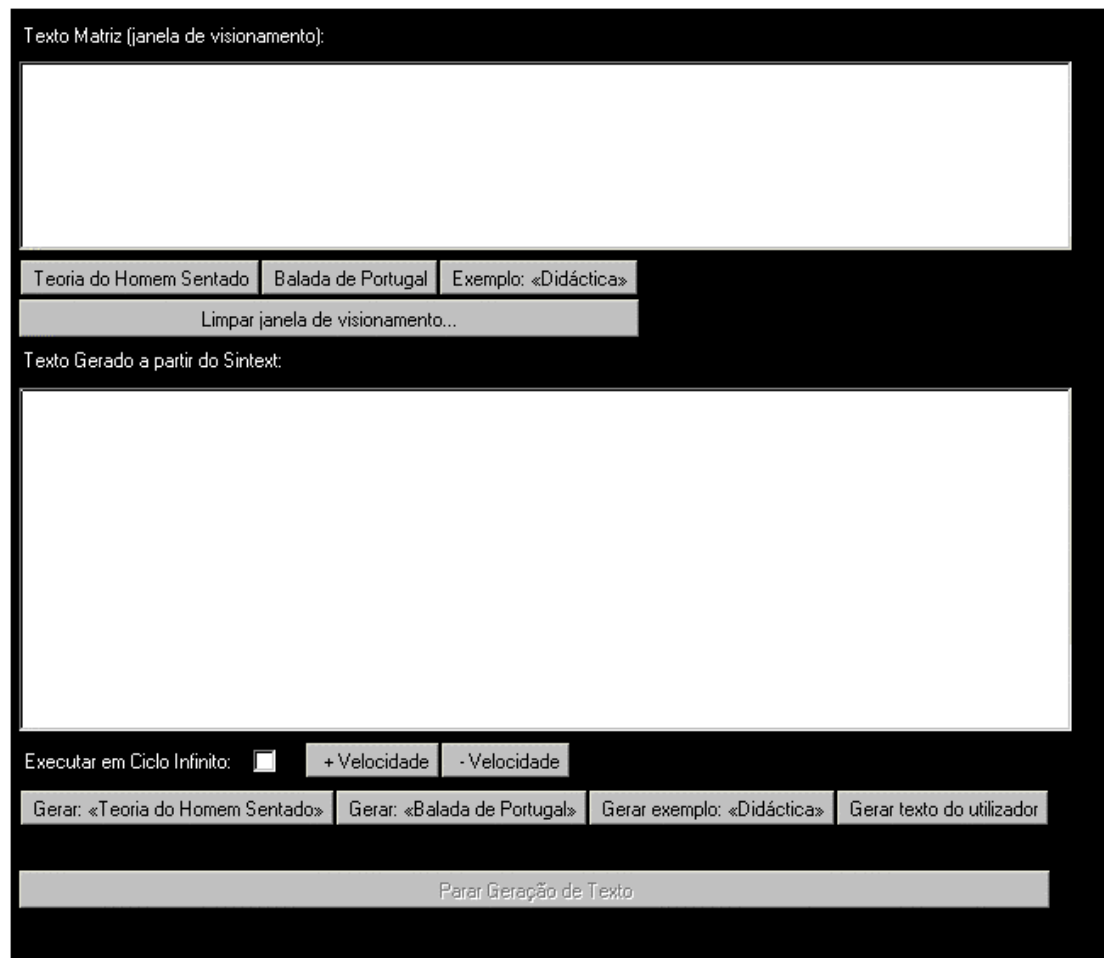 Texto Matriz (janela de visionamento):
Teoria do Homem Sentado Balada de Portugal Exemplo: «Didáctica»
Limpar janela de visionamento...
Texto Gerado a partir do Sintext:
Executar em Ciclo Infinito: + Velocidade - Velocidade
Gerar: «Teoria do Homem Sentado» Gerar: «Balada de Portugal» Gerar exemplo: «Didáctica» Gerar texto do utilizador
Parar Geração de Texto